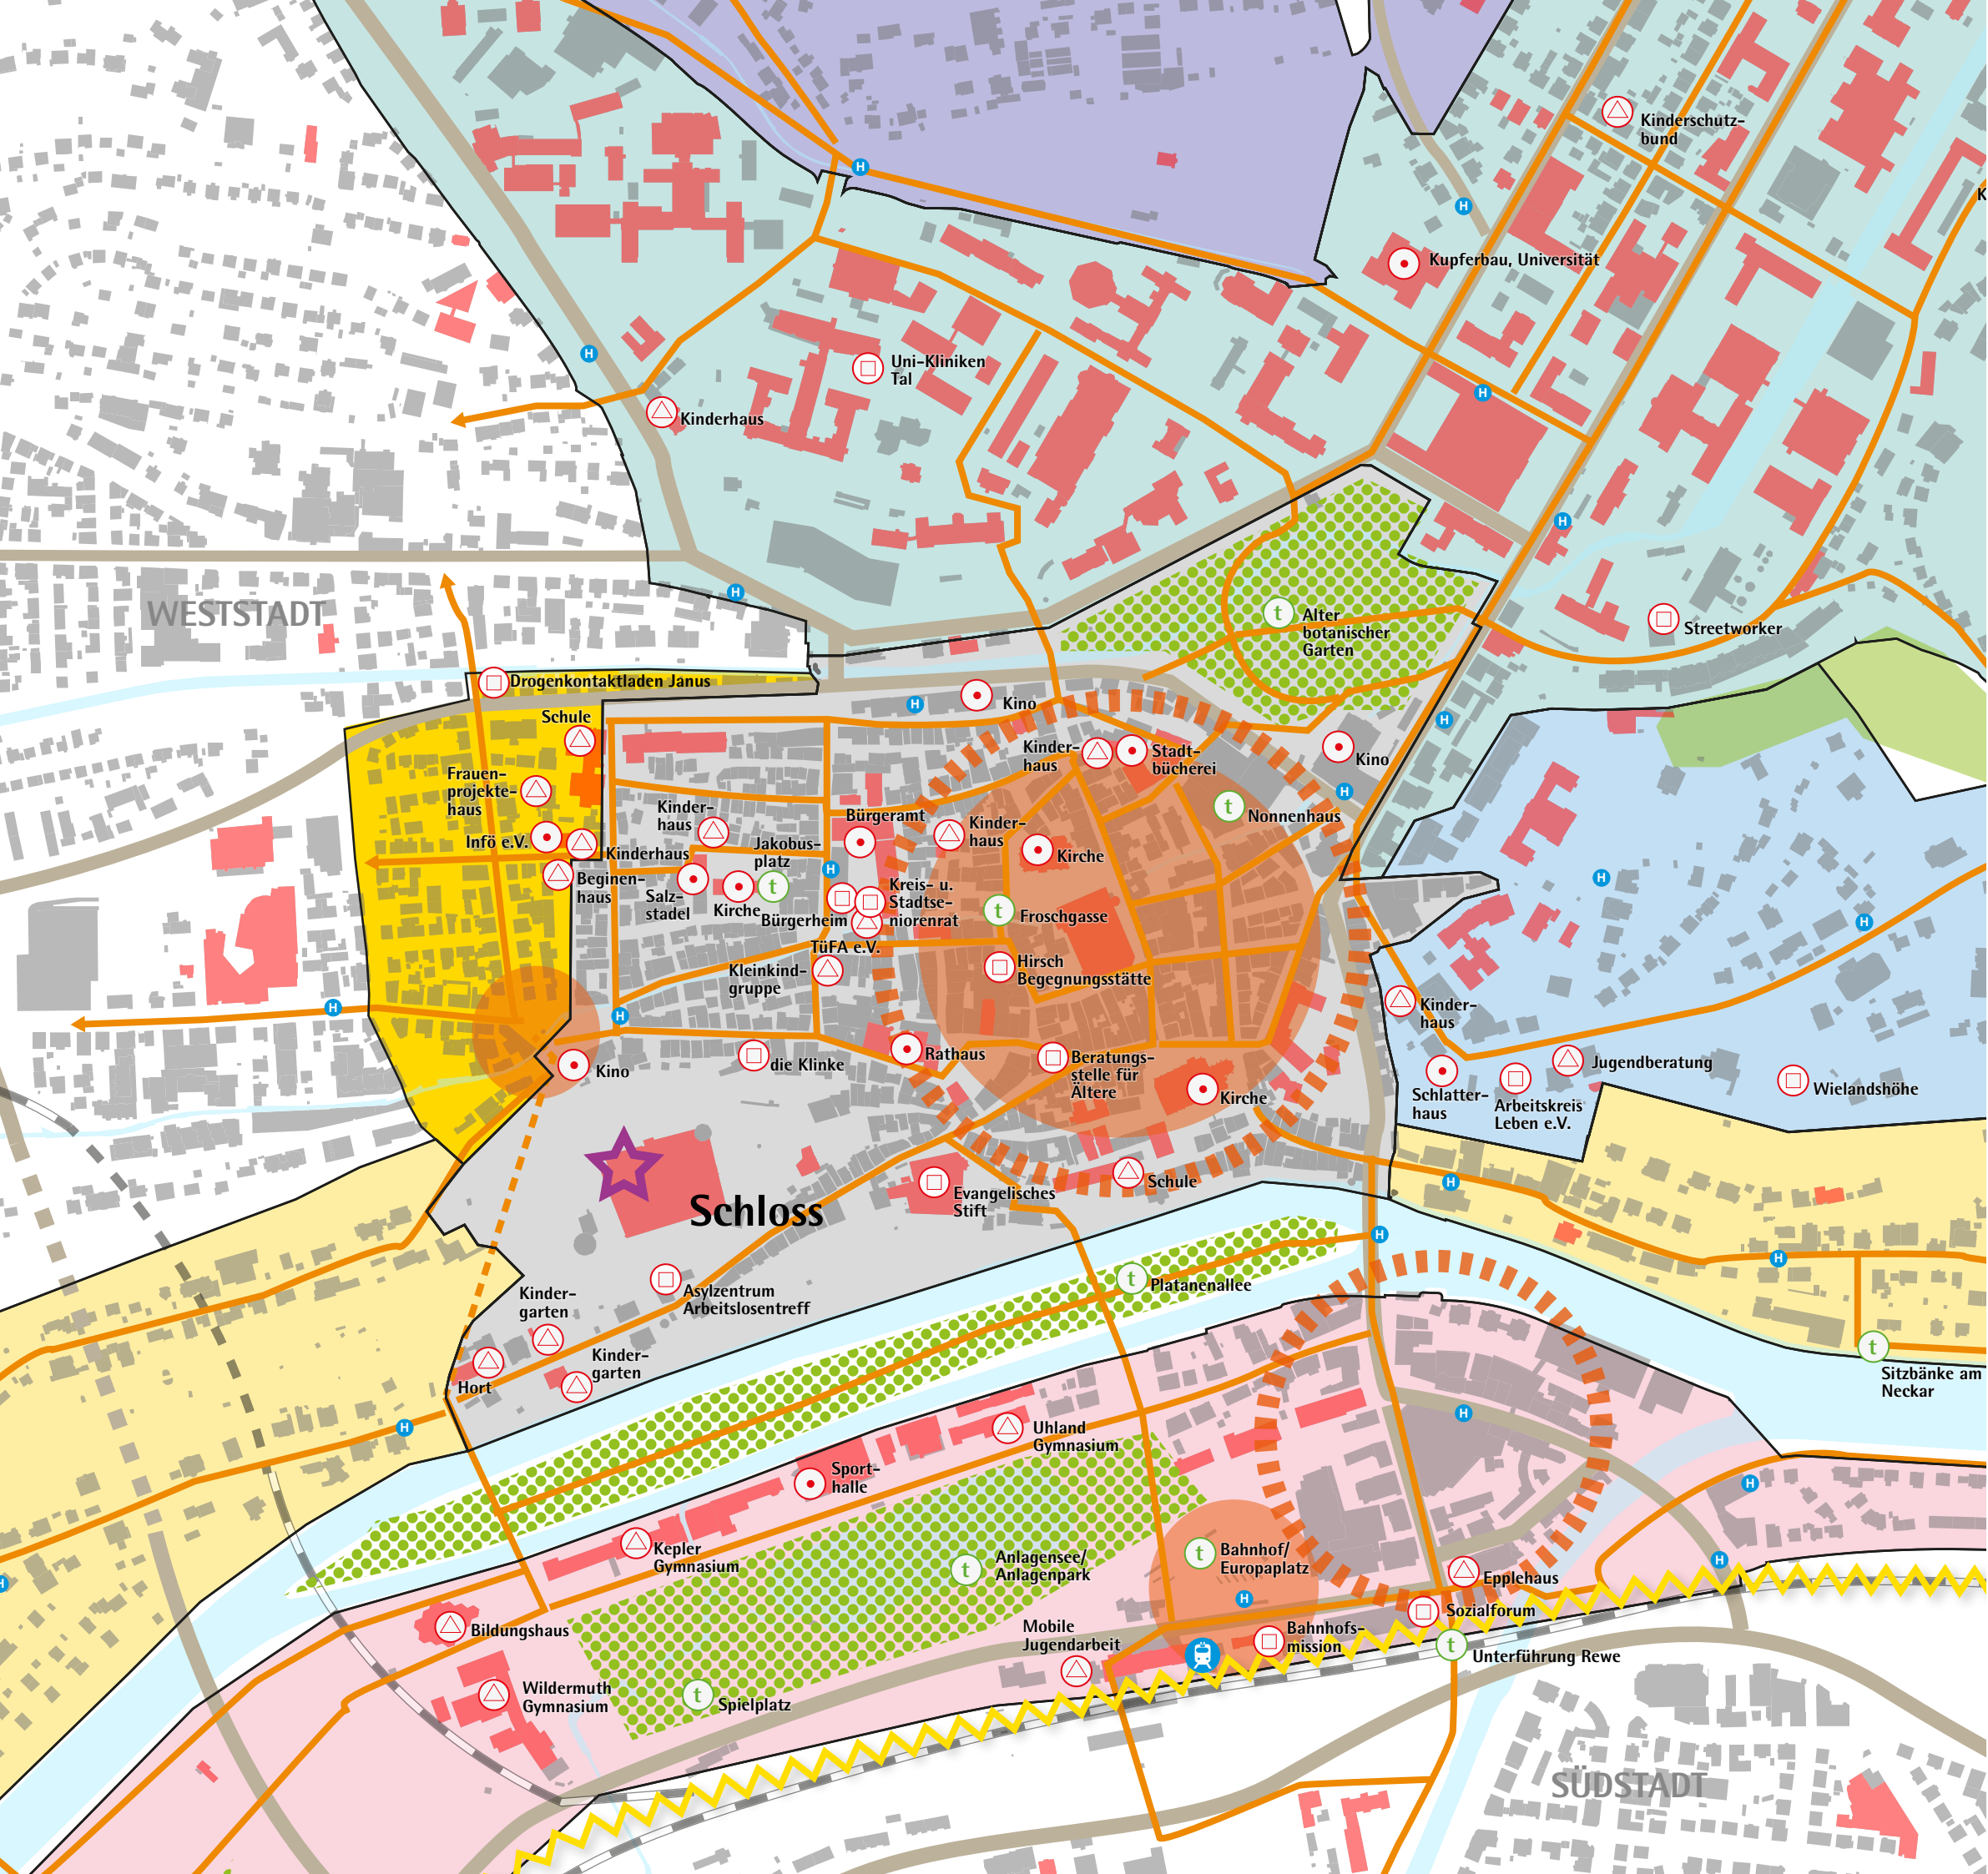 Kinderschutz-
bund
K
H
H
Kupferbau, Universität
H
Uni-Kliniken
Tal
H
Kinderhaus
H
H
WESTSTADT
H
t
Alter
botanischer
Garten
Streetworker
Drogenkontaktladen Janus
Schule
H
Kino
H
Kinder-
haus
Stadt-
bücherei
Kino
Frauen-
projekte-
haus
H
Kinder-
haus
Bürgeramt
t
Nonnenhaus
Infö e.V.
Kinderhaus
Jakobus-
platz
Kinder-
haus
Kirche
H
H
Beginen-
haus
Salz-
stadel
Kirche
t
Bürgerheim
Kreis- u.
Stadtse-
niorenrat
t
Froschgasse
H
TüFA e.V.
Kleinkind-
gruppe
Hirsch
Begegnungsstätte
H
H
Kinder-
haus
Kino
die Klinke
Rathaus
Beratungs-
stelle für
Ältere
Kirche
Jugendberatung
Schlatter-
haus
Arbeitskreis
Leben e.V.
Wielandshöhe
Schloss
Evangelisches
Stift
Schule
H
H
H
Asylzentrum
Arbeitslosentreff
t
Platanenallee
Kinder-
garten
Kinder-
garten
Hort
t
Sitzbänke am
Neckar
H
H
Uhland
Gymnasium
Sport-
halle
H
Kepler
Gymnasium
t
Anlagensee/
Anlagenpark
t
Bahnhof/
Europaplatz
H
H
Epplehaus
H
Sozialforum
Bildungshaus
Mobile
Jugendarbeit
Bahnhofs-
mission
t
Unterführung Rewe
Wildermuth
Gymnasium
t
Spielplatz
SÜDSTADT